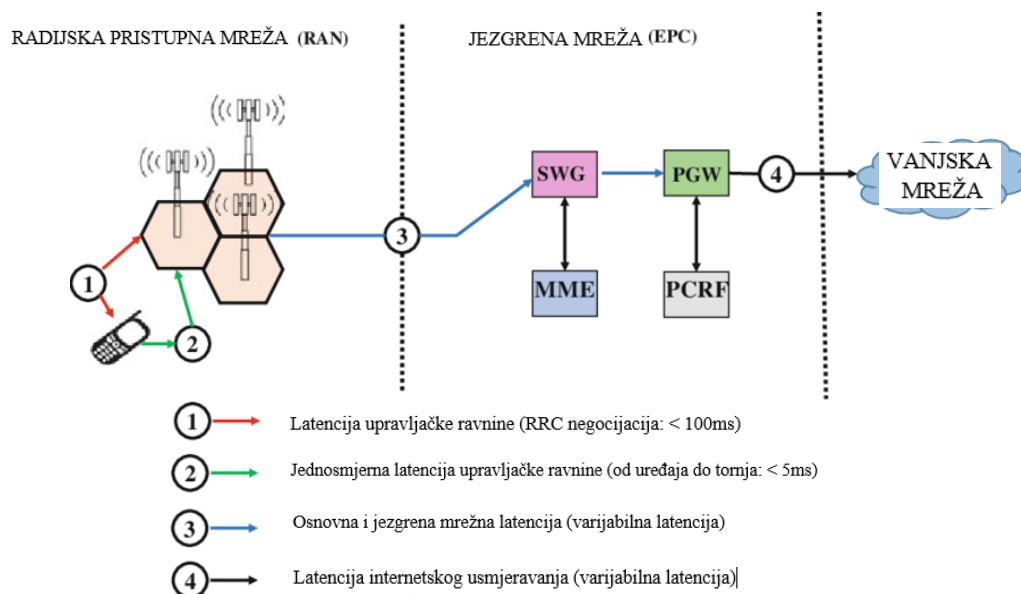 RADIJSKA PRISTUPNA MREŽA (RAN)
JEZGRENA MREŽA (EPC)
SWG
PGW
4
VANJSKA
MREŽA
3
1
MME
PCRF
2
1 Latencija upravljačke ravnine (RRC negocijacija: < 100ms)
2 Jednosmjerna latencija upravljačke ravnine (od uređaja do tornja: < 5ms)
3 Osnovna i jezgrena mrežna latencija (varijabilna latencija)
4 Latencija internetskog usmjeravanja (varijabilna latencija)